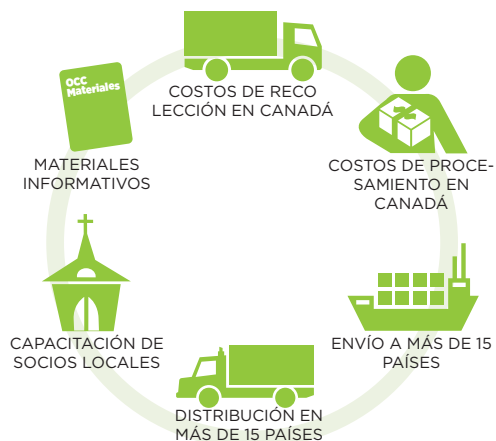 COSTOS DE RECO
LECCIÓN EN CANADÁ
COSTOS DE PROCE-
SAMIENTO EN
CANADÁ
ENVÍO A MÁS DE 15
PAÍSES
DISTRIBUCIÓN EN
MÁS DE 15 PAÍSES
CAPACITACIÓN DE
SOCIOS LOCALES
OCC
Materiales
MATERIALES
INFORMATIVOS